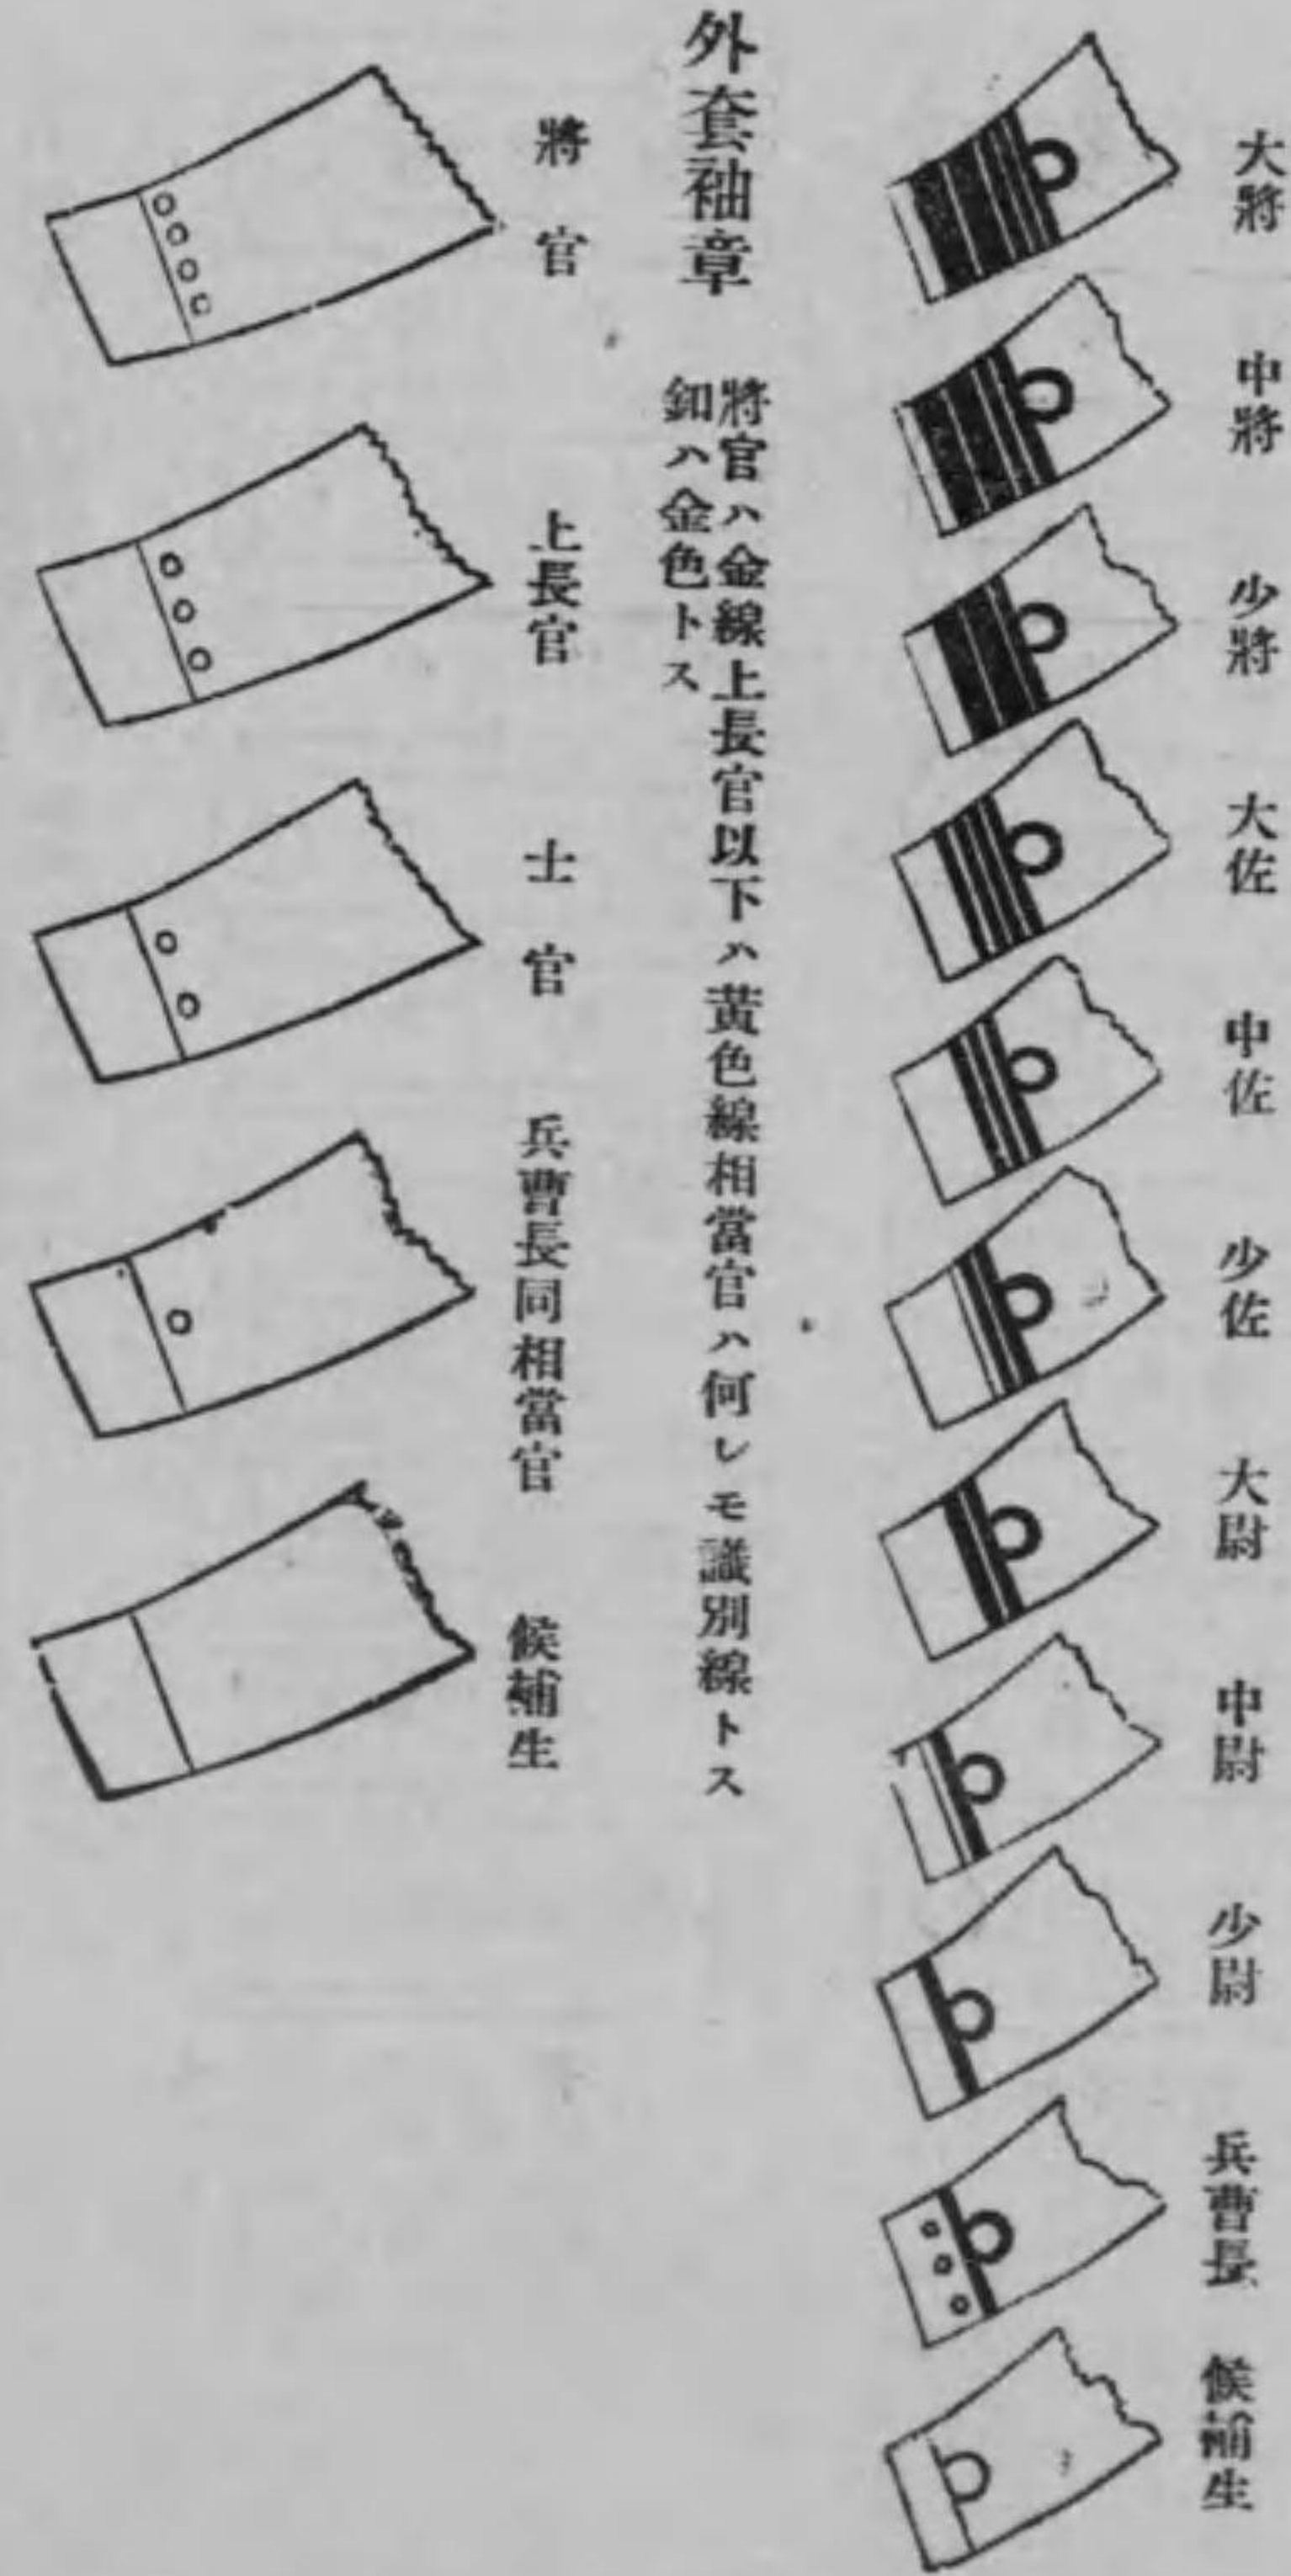 大將
中將
少將
大佐
中佐
少佐
大尉
中尉
少尉
兵曹長
候補生
外套袖章
將官ハ金線上長官以下ハ黄色線相當官ハ何レモ識別線トス
釦ハ金色トス
將官
上長官
士官
兵曹長同相當官
候補生